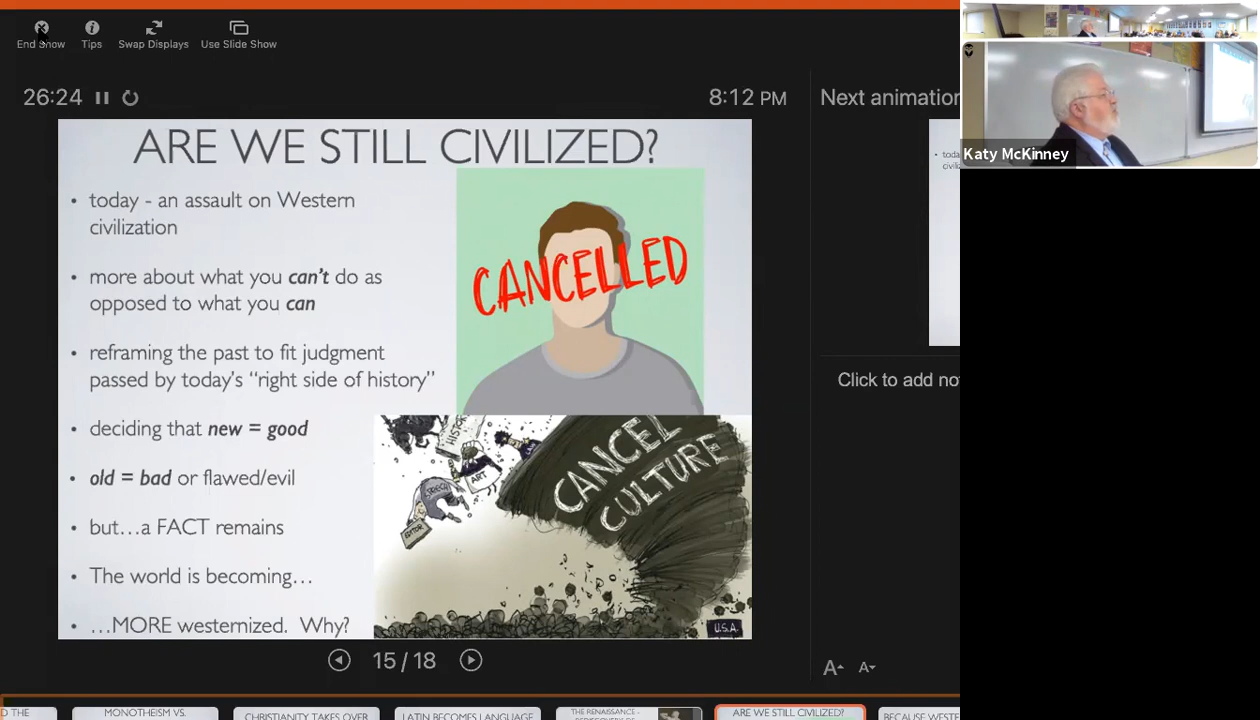 End Show
Tips
Swap Displays
Use Slide Show
26:24
8:12 PM
Next animation
ARE WE STILL CIVILIZED?
• today - an assault on Western
civilization
• more about what you can't do as
opposed to what you can
• reframing the past to fit judgment
passed by today's "right side of history"
• deciding that new = good
• old = bad or flawed/evil
• but...a FACT remains
• The world is becoming...
• ...MORE westernized. Why?
CANCELLED
CANCEL
CULTURE
HISTORY
ART
SPEECH
EDITOR
U.S.A.
Katy McKinney
Click to add no
15 / 18
D THE
MONOTHEISM VS.
CHRISTIANITY TAKES OVER
LATIN BECOMES LANGUAGE
THE RENAISSANCE -
ARE WE STILL CIVILIZED?
BECAUSE WESTE